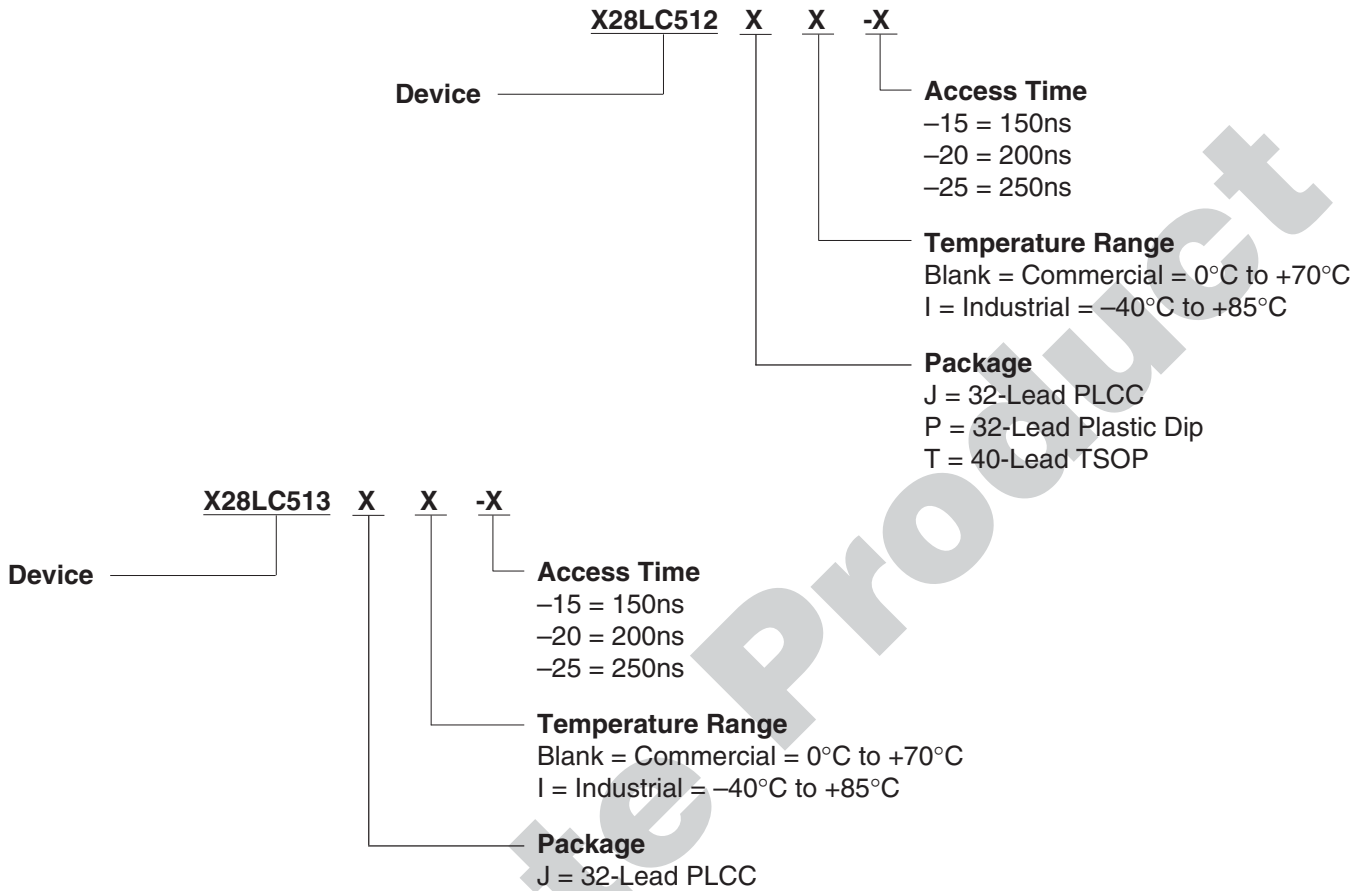 X28LC512 X X -X
Device
Access Time
–15 = 150ns
–20 = 200ns
–25 = 250ns
Temperature Range
Blank = Commercial = 0°C to +70°C
I = Industrial = –40°C to +85°C
Package
J = 32-Lead PLCC
P = 32-Lead Plastic Dip
T = 40-Lead TSOP
X28LC513 X X -X
Device
Access Time
–15 = 150ns
–20 = 200ns
–25 = 250ns
Temperature Range
Blank = Commercial = 0°C to +70°C
I = Industrial = –40°C to +85°C
Package
J = 32-Lead PLCC
te Product